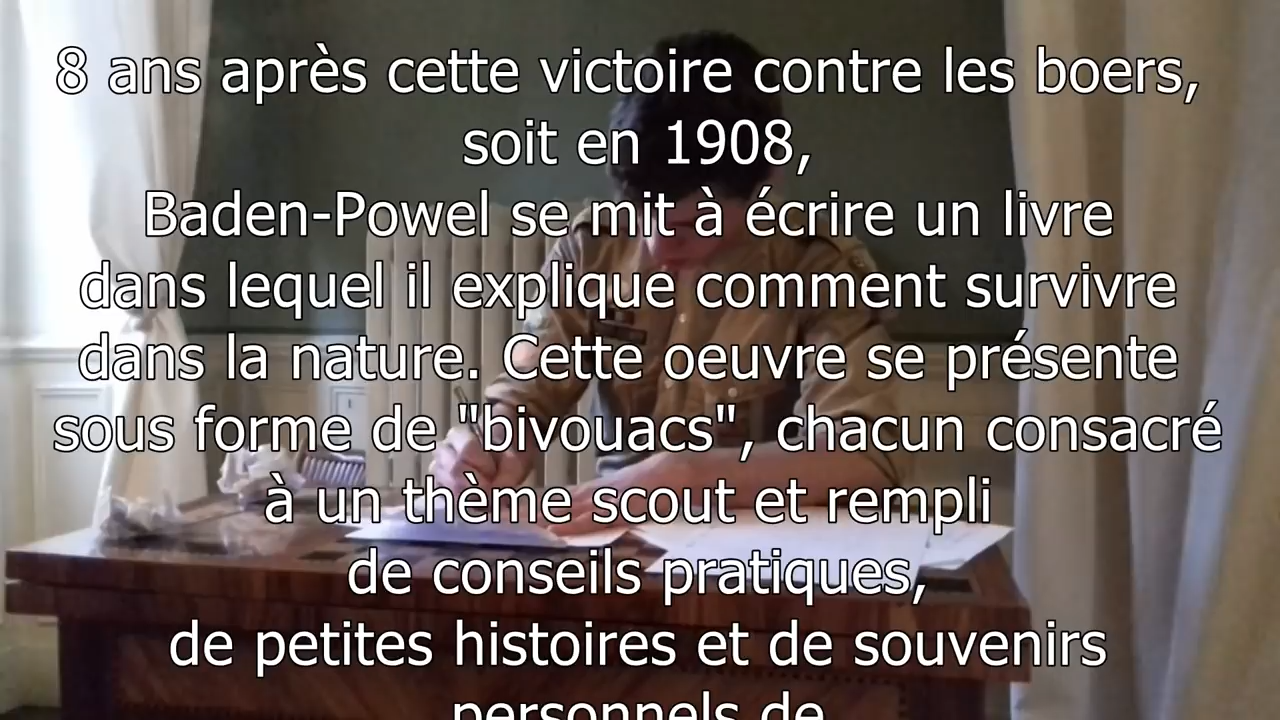 8 ans après cette victoire contre les boers,
soit en 1908,
Baden-Powel se mit à écrire un livre
dans lequel il explique comment survivre
dans la nature. Cette oeuvre se présente
sous forme de "bivouacs", chacun consacré
à un thème scout et rempli
de conseils pratiques,
de petites histoires et de souvenirs
personnels de